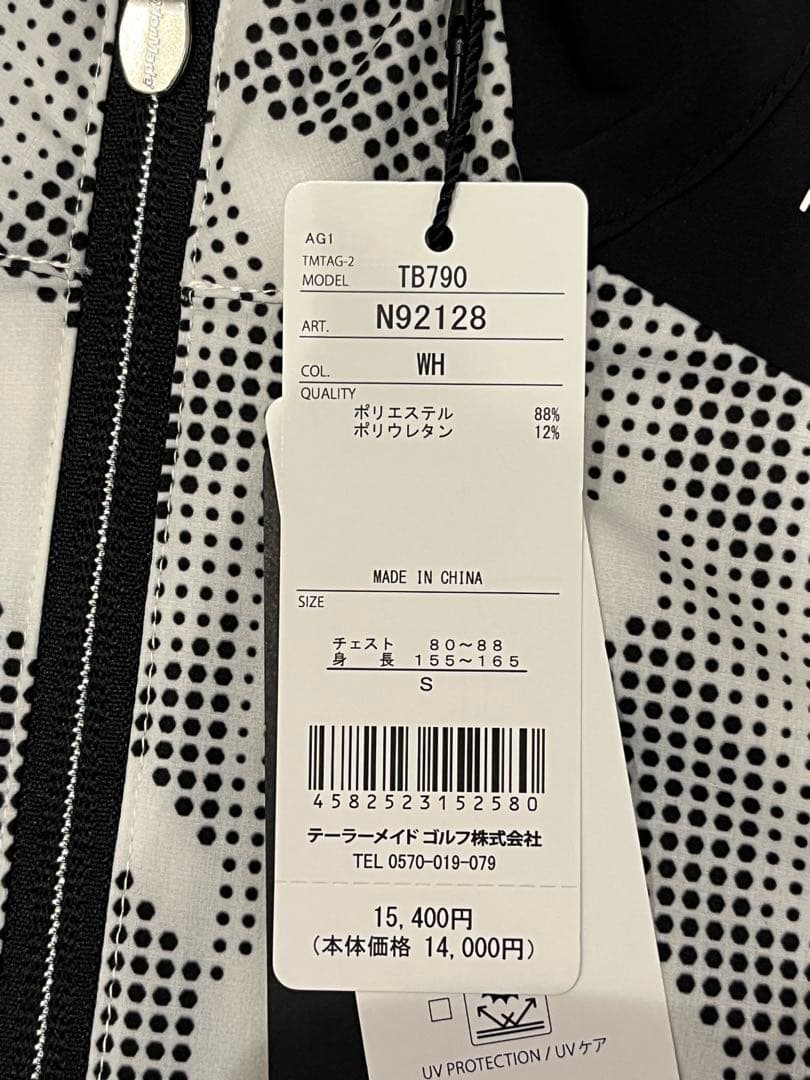 AG1
TMTAG-2
MODEL TB790
ART. N92128
COL. WH
QUALITY
ポリエステル 88%
ポリウレタン 12%
MADE IN CHINA
SIZE
チェスト 80～88
身 長 155～165
S
4582523152580
テーラーメイド ゴルフ株式会社
TEL 0570-019-079
15,400円
(本体価格 14,000円)
UV PROTECTION / UV ケア